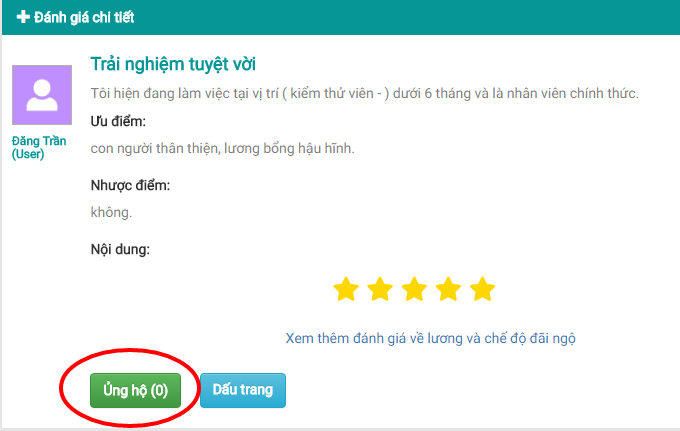 Đánh giá chi tiết
Trải nghiệm tuyệt vời
Tôi hiện đang làm việc tại vị trí ( kiểm thử viên - ) dưới 6 tháng và là nhân viên chính thức.
Đăng Trần
(User)
Ưu điểm:
con người thân thiện, lương bổng hậu hĩnh.
Nhược điểm:
không.
Nội dung:
Xem thêm đánh giá về lương và chế độ đãi ngộ
Ủng hộ (0)
Dấu trang